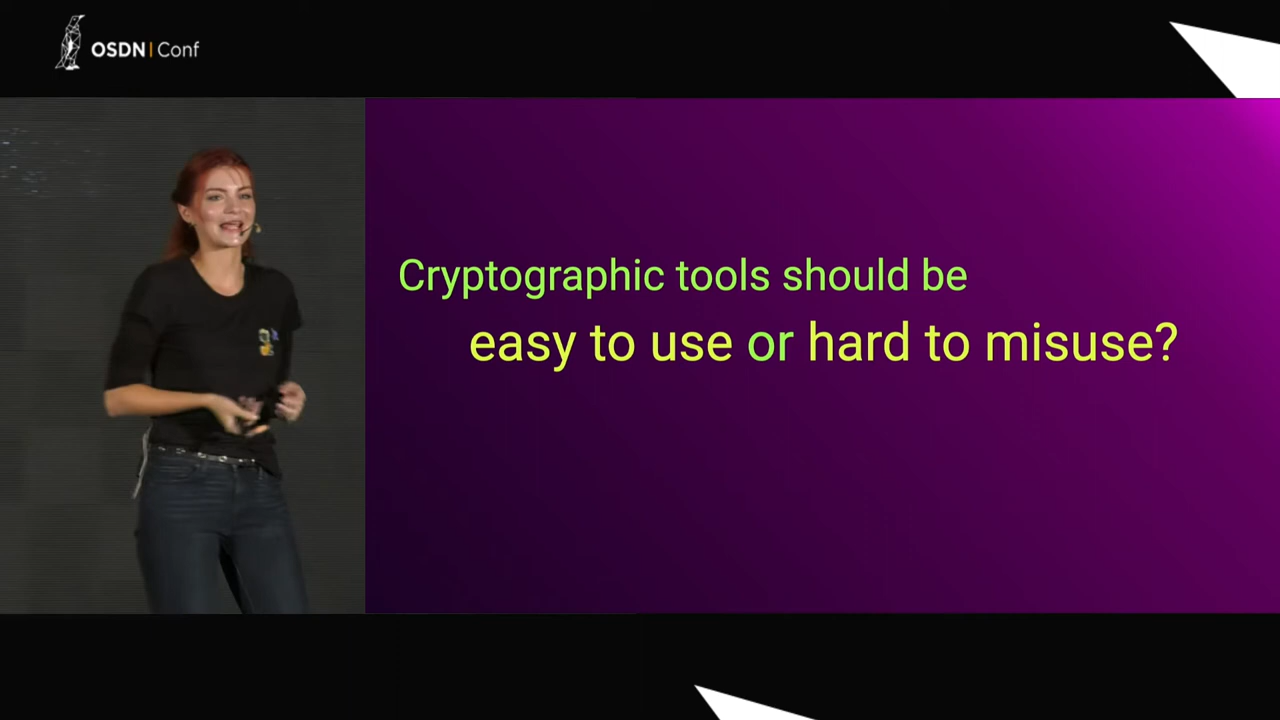 OSDN | Conf
Cryptographic tools should be
easy to use or hard to misuse?